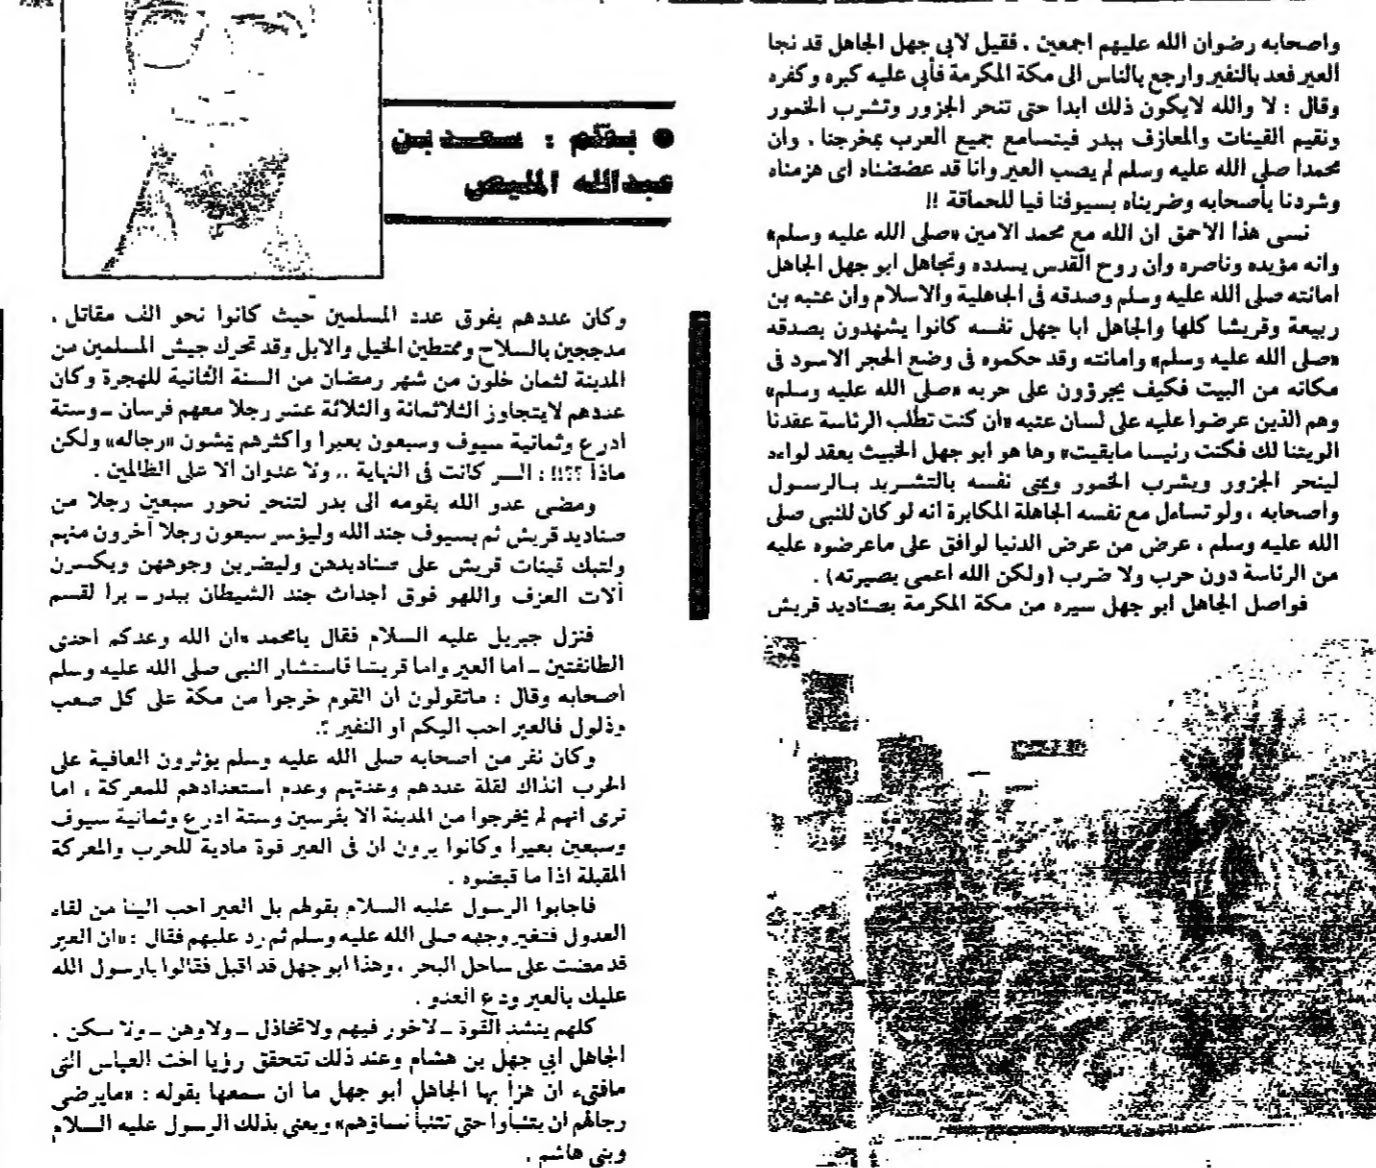 واصحابه رضوان الله عليهم اجمعين . فقيل لابى جهل الجاهل قد نجا
العير فعد بالنفير وارجع بالناس الى مكة المكرمة فأبى عليه كبره وكفره
وقال : لا والله لايكون ذلك ابدا حتى تنحر الجزور وتشرب الخمور
ونقيم القينات والمعازف ببدر فيتسامع جميع العرب بمخرجنا . وان
محمدا صلى الله عليه وسلم لم يصب العير وانا قد عضضناه اى هزمناه
وشردنا بأصحابه وضربناه بسيوفنا فيا للحماقة !!
نسى هذا الاحمق ان الله مع محمد الامين «صلى الله عليه وسلم»
وانه مؤيده وناصره وان روح القدس يسدده وتجاهل ابو جهل الجاهل
امانته صلى الله عليه وسلم وصدقه فى الجاهلية والاسلام وان عتبه بن
ربيعة وقريشا كلها والجاهل ابا جهل نفسه كانوا يشهدون بصدقه
«صلى الله عليه وسلم» وامانته وقد حكموه فى وضع الحجر الاسود فى
مكانه من البيت فكيف يجرؤون على حربه «صلى الله عليه وسلم»
وهم الذين عرضوا عليه على لسان عتبه «ان كنت تطلب الرئاسة عقدنا
الويتنا لك فكنت رئيسا مابقيت» وها هو ابو جهل الخبيث يعقد لواءه
لينحر الجزور ويشرب الخمور ويمنى نفسه بالتشريد بالرسول
واصحابه ، ولو تساءل مع نفسه الجاهلة المكابرة انه لو كان للنبى صلى
الله عليه وسلم ، عرض من عرض الدنيا لوافق على ماعرضوه عليه
من الرئاسة دون حرب ولا ضرب (ولكن الله اعمى بصيرته) .
فواصل الجاهل ابو جهل سيره من مكة المكرمة بصناديد قريش
● بقلم : سعد بن
عبدالله المليص
وكان عددهم يفوق عدد المسلمين حيث كانوا نحو الف مقاتل .
مدججين بالسلاح وممتطين الخيل والابل وقد تحرك جيش المسلمين من
المدينة لثمان خلون من شهر رمضان من السنة الثانية للهجرة وكان
عددهم لايتجاوز الثلاثمائة والثلاثة عشر رجلا معهم فرسان ـ وستة
ادرع وثمانية سيوف وسبعون بعيرا واكثرهم يمشون «رجاله» ولكن
ماذا ؟؟!! : السر كانت فى النهاية .. ولا عدوان الا على الظالمين .
ومضى عدو الله بقومه الى بدر لتنحر نحور سبعين رجلا من
صناديد قريش ثم بسيوف جند الله وليؤسر سبعون رجلا آخرون منهم
ولتبك قينات قريش على صناديدهن وليضربن وجوههن ويكسرن
آلات العزف واللهو فوق اجداث جند الشيطان ببدر ـ برا لقسم
فنزل جبريل عليه السلام فقال يامحمد «ان الله وعدكم احدى
الطائفتين ـ اما العير واما قريشا فاستشار النبى صلى الله عليه وسلم
اصحابه وقال : ماتقولون ان القوم خرجوا من مكة على كل صعب
وذلول فالعير احب اليكم او النفير ؟.
وكان نفر من اصحابه صلى الله عليه وسلم يؤثرون العافية على
الحرب انذاك لقلة عددهم وعدتهم وعدم استعدادهم للمعركة ، اما
ترى انهم لم يخرجوا من المدينة الا بفرسين وستة ادرع وثمانية سيوف
وسبعين بعيرا وكانوا يرون ان فى العير قوة مادية للحرب والمعركة
المقبلة اذا ما قبضوه .
فاجابوا الرسول عليه السلام بقولهم بل العير احب الينا من لقاء
العدول فتغير وجهه صلى الله عليه وسلم ثم رد عليهم فقال : «ان العير
قد مضت على ساحل البحر ، وهذا ابو جهل قد اقبل فقالوا يارسول الله
عليك بالعير ودع العدو .
كلهم ينشد القوة ـ لاخور فيهم ولاتخاذل ـ ولاوهن ـ ولا سكن .
الجاهل ابي جهل بن هشام وعند ذلك تتحقق رؤيا اخت العباس التى
مافتىء ان هزأ بها الجاهل أبو جهل ما ان سمعها بقوله : «مايرضى
رجالهم ان يتنبأوا حتى تتنبأ نساؤهم» ويعنى بذلك الرسول عليه السلام
وبنى هاشم .